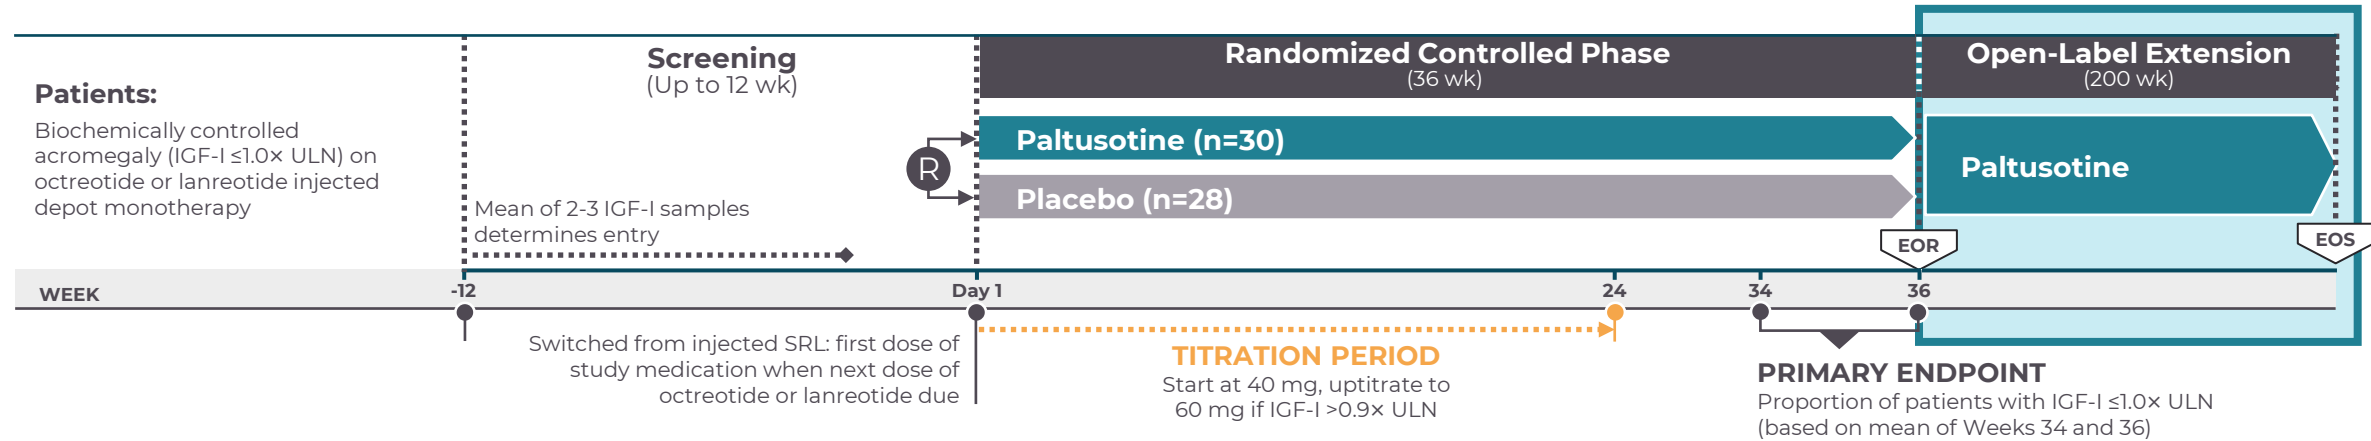 Patients:
Biochemically controlled
acromegaly (IGF-I ≤1.0× ULN) on
octreotide or lanreotide injected
depot monotherapy
Screening
(Up to 12 wk)
Mean of 2-3 IGF-I samples
determines entry
R
Randomized Controlled Phase
(36 wk)
Paltusotine (n=30)
Placebo (n=28)
EOR
Open-Label Extension
(200 wk)
Paltusotine
EOS
WEEK
-12
Day 1
24
34
36
Switched from injected SRL: first dose of
study medication when next dose of
octreotide or lanreotide due
TITRATION PERIOD
Start at 40 mg, uptitrate to
60 mg if IGF-I >0.9× ULN
PRIMARY ENDPOINT
Proportion of patients with IGF-I ≤1.0× ULN
(based on mean of Weeks 34 and 36)